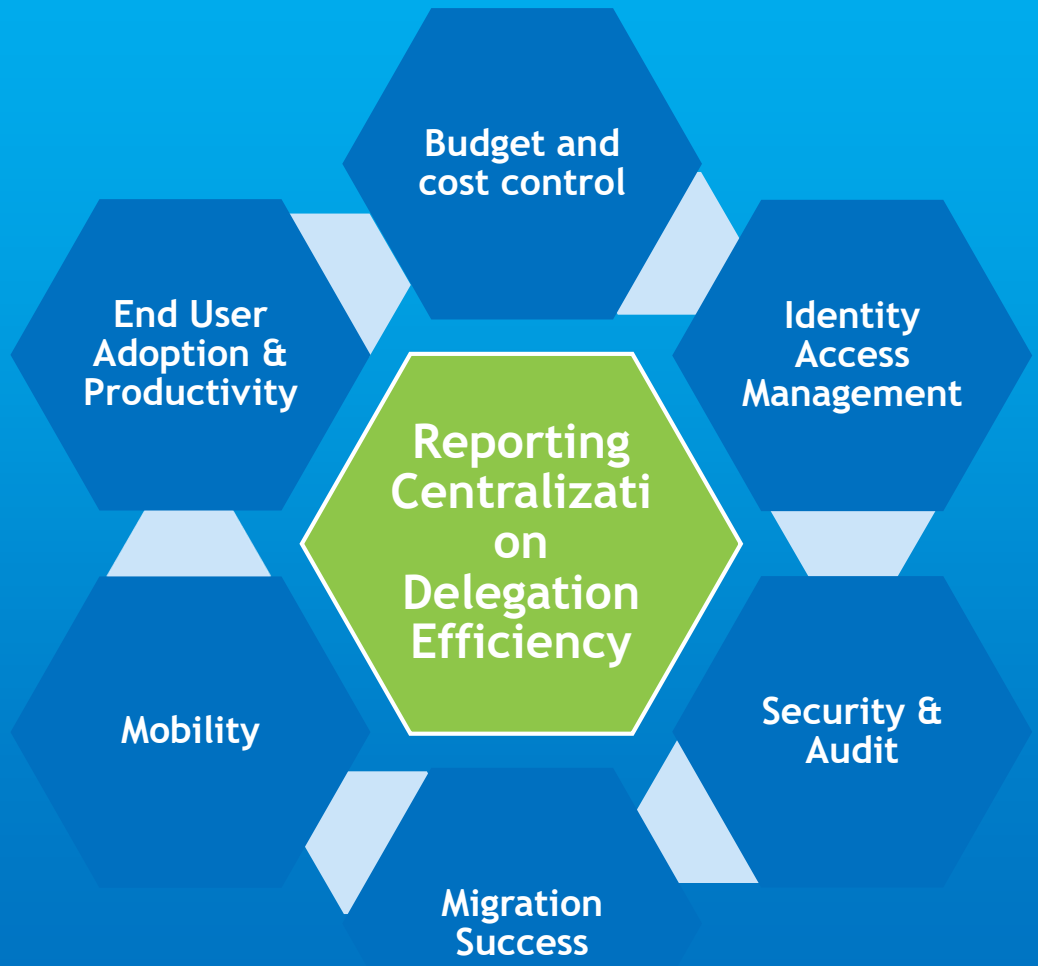 Budget and
cost control
Identity
Access
Management
Security &
Audit
Migration
Success
Mobility
End User
Adoption &
Productivity
Reporting
Centralizati
on
Delegation
Efficiency